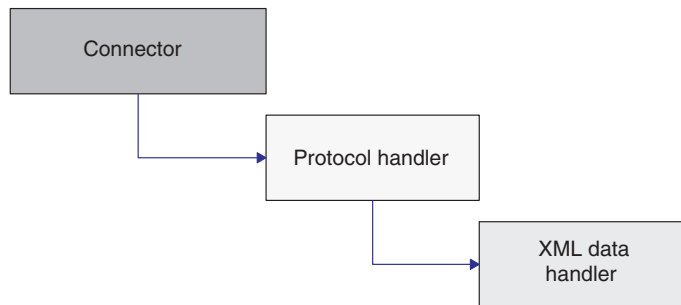 Connector
Protocol handler
XML data
handler